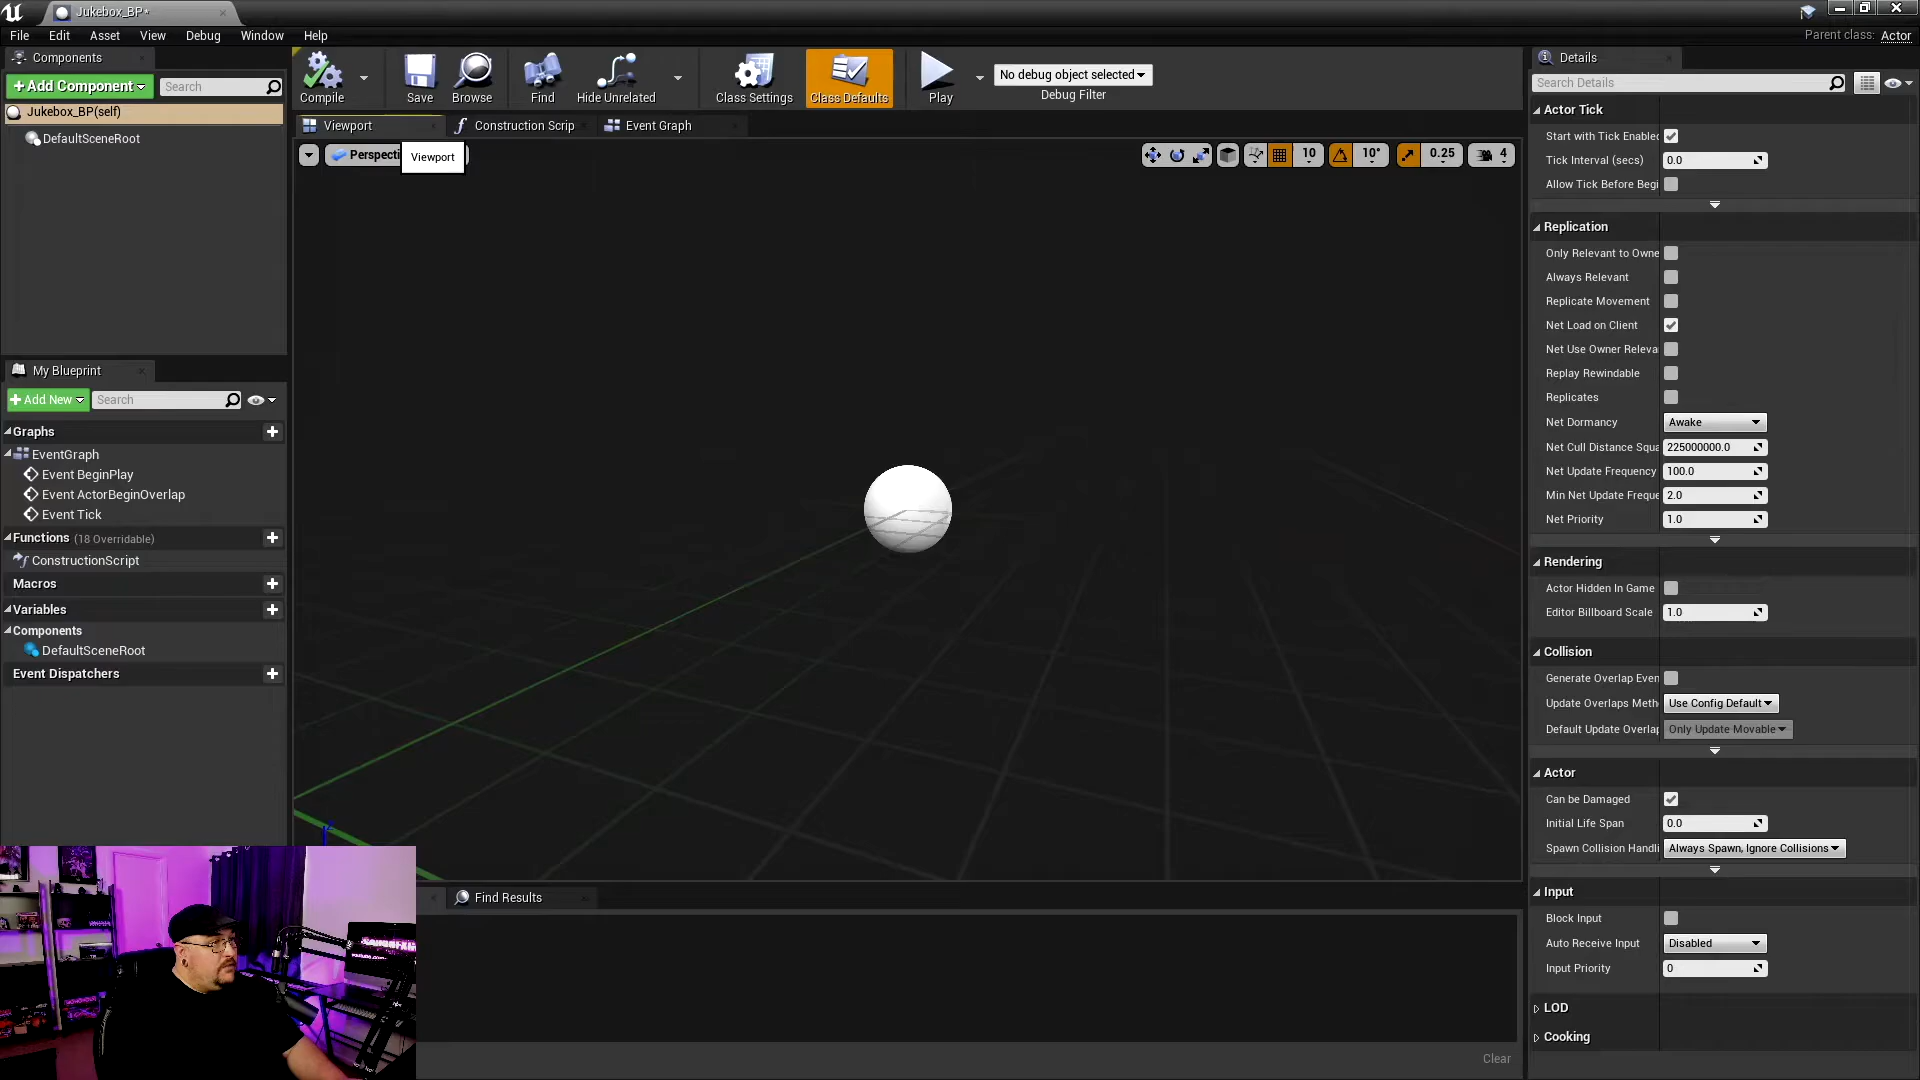 Jukebox_BP*
File Edit Asset View Debug Window Help
Parent class: Actor
Components
+ Add Component
Search
Jukebox_BP(self)
DefaultSceneRoot
My Blueprint
+ Add New
Search
Graphs
EventGraph
Event BeginPlay
Event ActorBeginOverlap
Event Tick
Functions (18 Overridable)
ConstructionScript
Macros
Variables
Components
DefaultSceneRoot
Event Dispatchers
Compile
Save
Browse
Find
Hide Unrelated
Class Settings
Class Defaults
Play
No debug object selected
Debug Filter
Viewport
Construction Scrip
Event Graph
Perspecti
Viewport
10
10°
0.25
4
Find Results
Clear
Details
Search Details
Actor Tick
Start with Tick Enabled
Tick Interval (secs) 0.0
Allow Tick Before Begi
Replication
Only Relevant to Owne
Always Relevant
Replicate Movement
Net Load on Client
Net Use Owner Releva
Replay Rewindable
Replicates
Net Dormancy Awake
Net Cull Distance Squa 225000000.0
Net Update Frequency 100.0
Min Net Update Freque 2.0
Net Priority 1.0
Rendering
Actor Hidden In Game
Editor Billboard Scale 1.0
Collision
Generate Overlap Even
Update Overlaps Meth Use Config Default
Default Update Overlap Only Update Movable
Actor
Can be Damaged
Initial Life Span 0.0
Spawn Collision Handli Always Spawn, Ignore Collisions
Input
Block Input
Auto Receive Input Disabled
Input Priority 0
LOD
Cooking